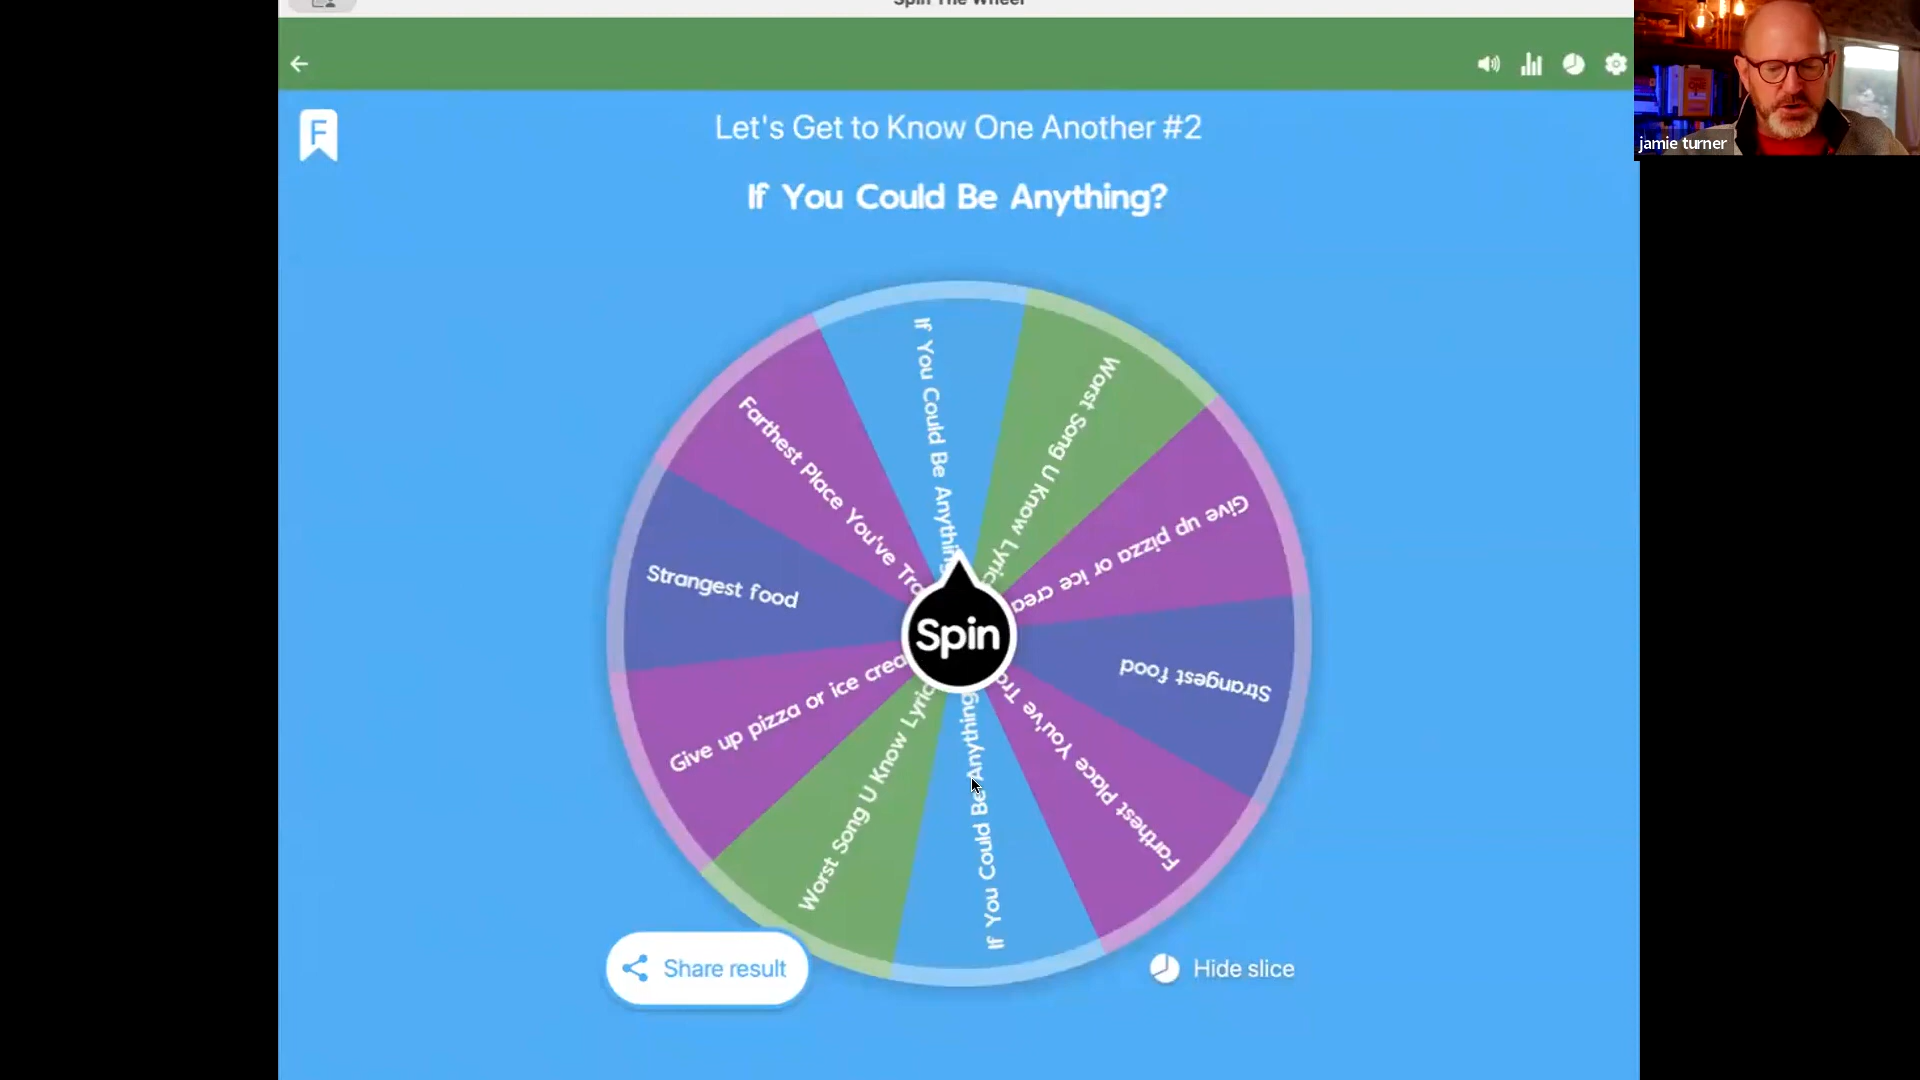 Spin The Wheel
F
Let's Get to Know One Another #2
If You Could Be Anything?
jamie turner
If You Could Be Anythin
Worst Song U Know Lyric
Give up pizza or ice crea
Strangest food
Farthest Place You've Tra
If You Could Be Anything
Worst Song U Know Lyric
Give up pizza or ice crea
Strangest food
Farthest Place You've Tra
Spin
Share result
Hide slice